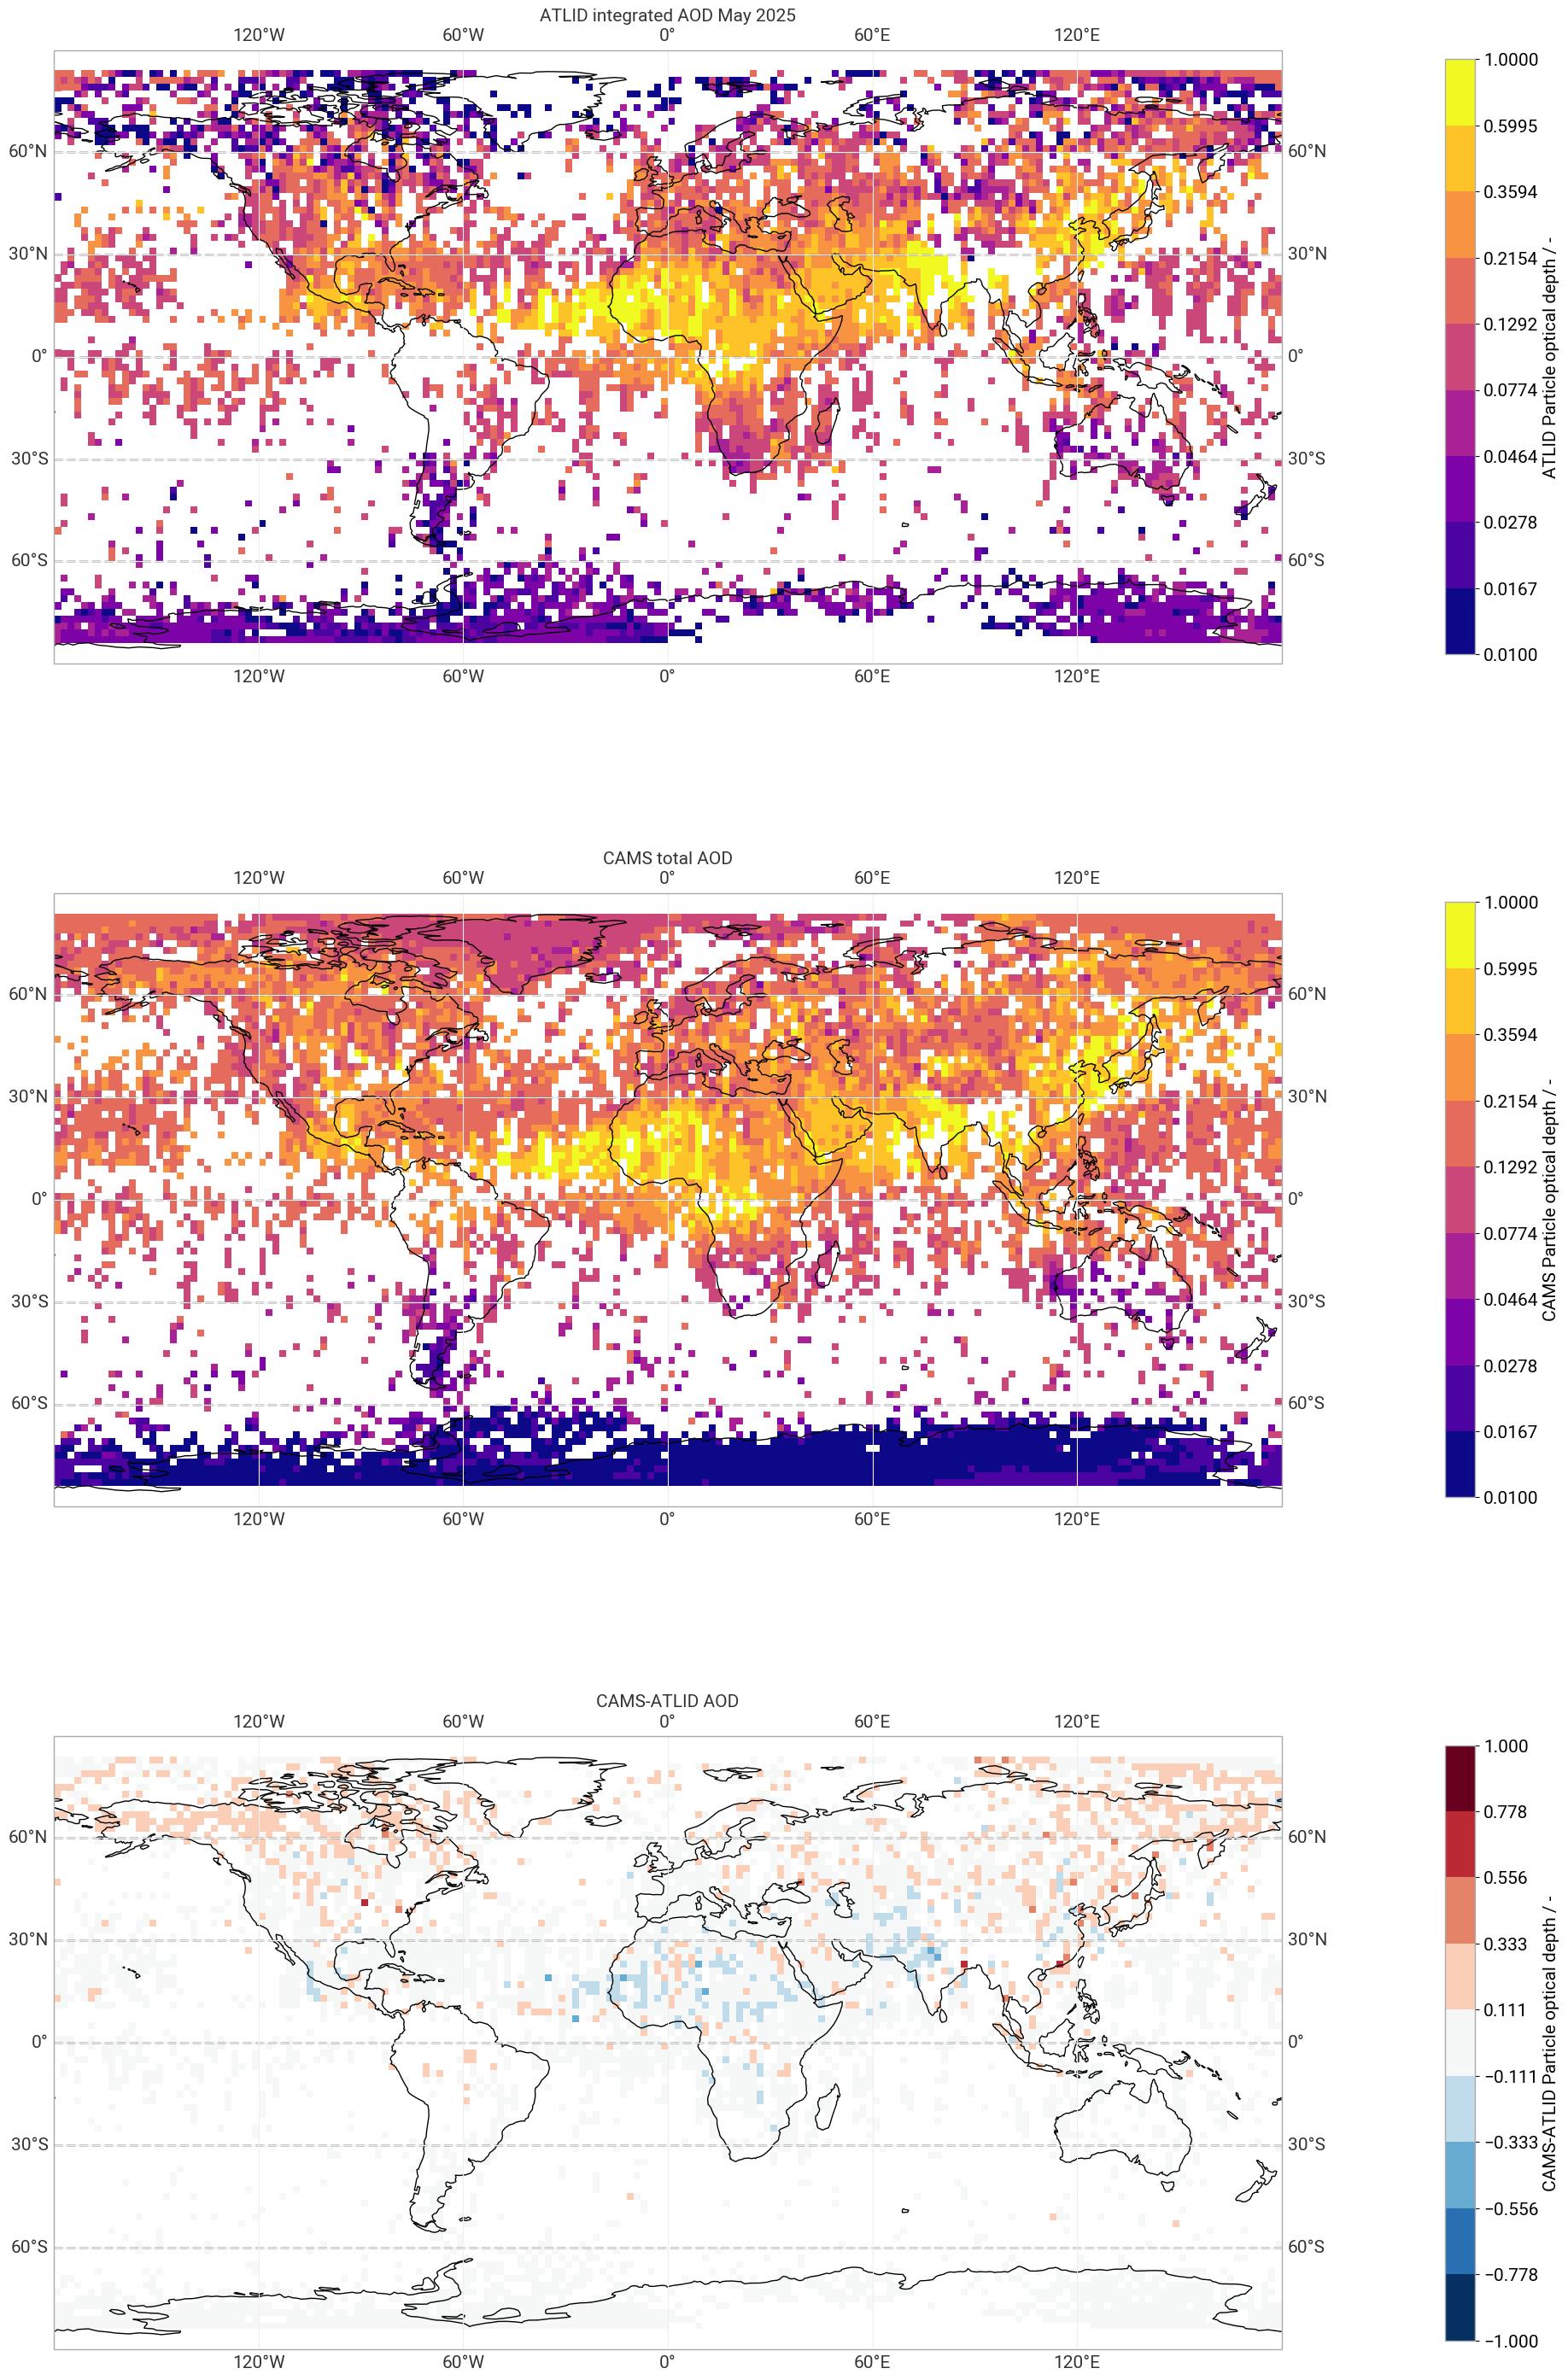 ATLID integrated AOD May 2025
120°W 60°W 0° 60°E 120°E
60°N 60°N
30°N 30°N
0° 0°
30°S 30°S
60°S 60°S
120°W 60°W 0° 60°E 120°E
1.0000
0.5995
0.3594
0.2154
0.1292
0.0774
0.0464
0.0278
0.0167
0.0100
ATLID Particle optical depth / -
CAMS total AOD
120°W 60°W 0° 60°E 120°E
60°N 60°N
30°N 30°N
0° 0°
30°S 30°S
60°S 60°S
120°W 60°W 0° 60°E 120°E
1.0000
0.5995
0.3594
0.2154
0.1292
0.0774
0.0464
0.0278
0.0167
0.0100
CAMS Particle optical depth / -
CAMS-ATLID AOD
120°W 60°W 0° 60°E 120°E
60°N 60°N
30°N 30°N
0° 0°
30°S 30°S
60°S 60°S
120°W 60°W 0° 60°E 120°E
1.000
0.778
0.556
0.333
0.111
−0.111
−0.333
−0.556
−0.778
−1.000
CAMS-ATLID Particle optical depth / -